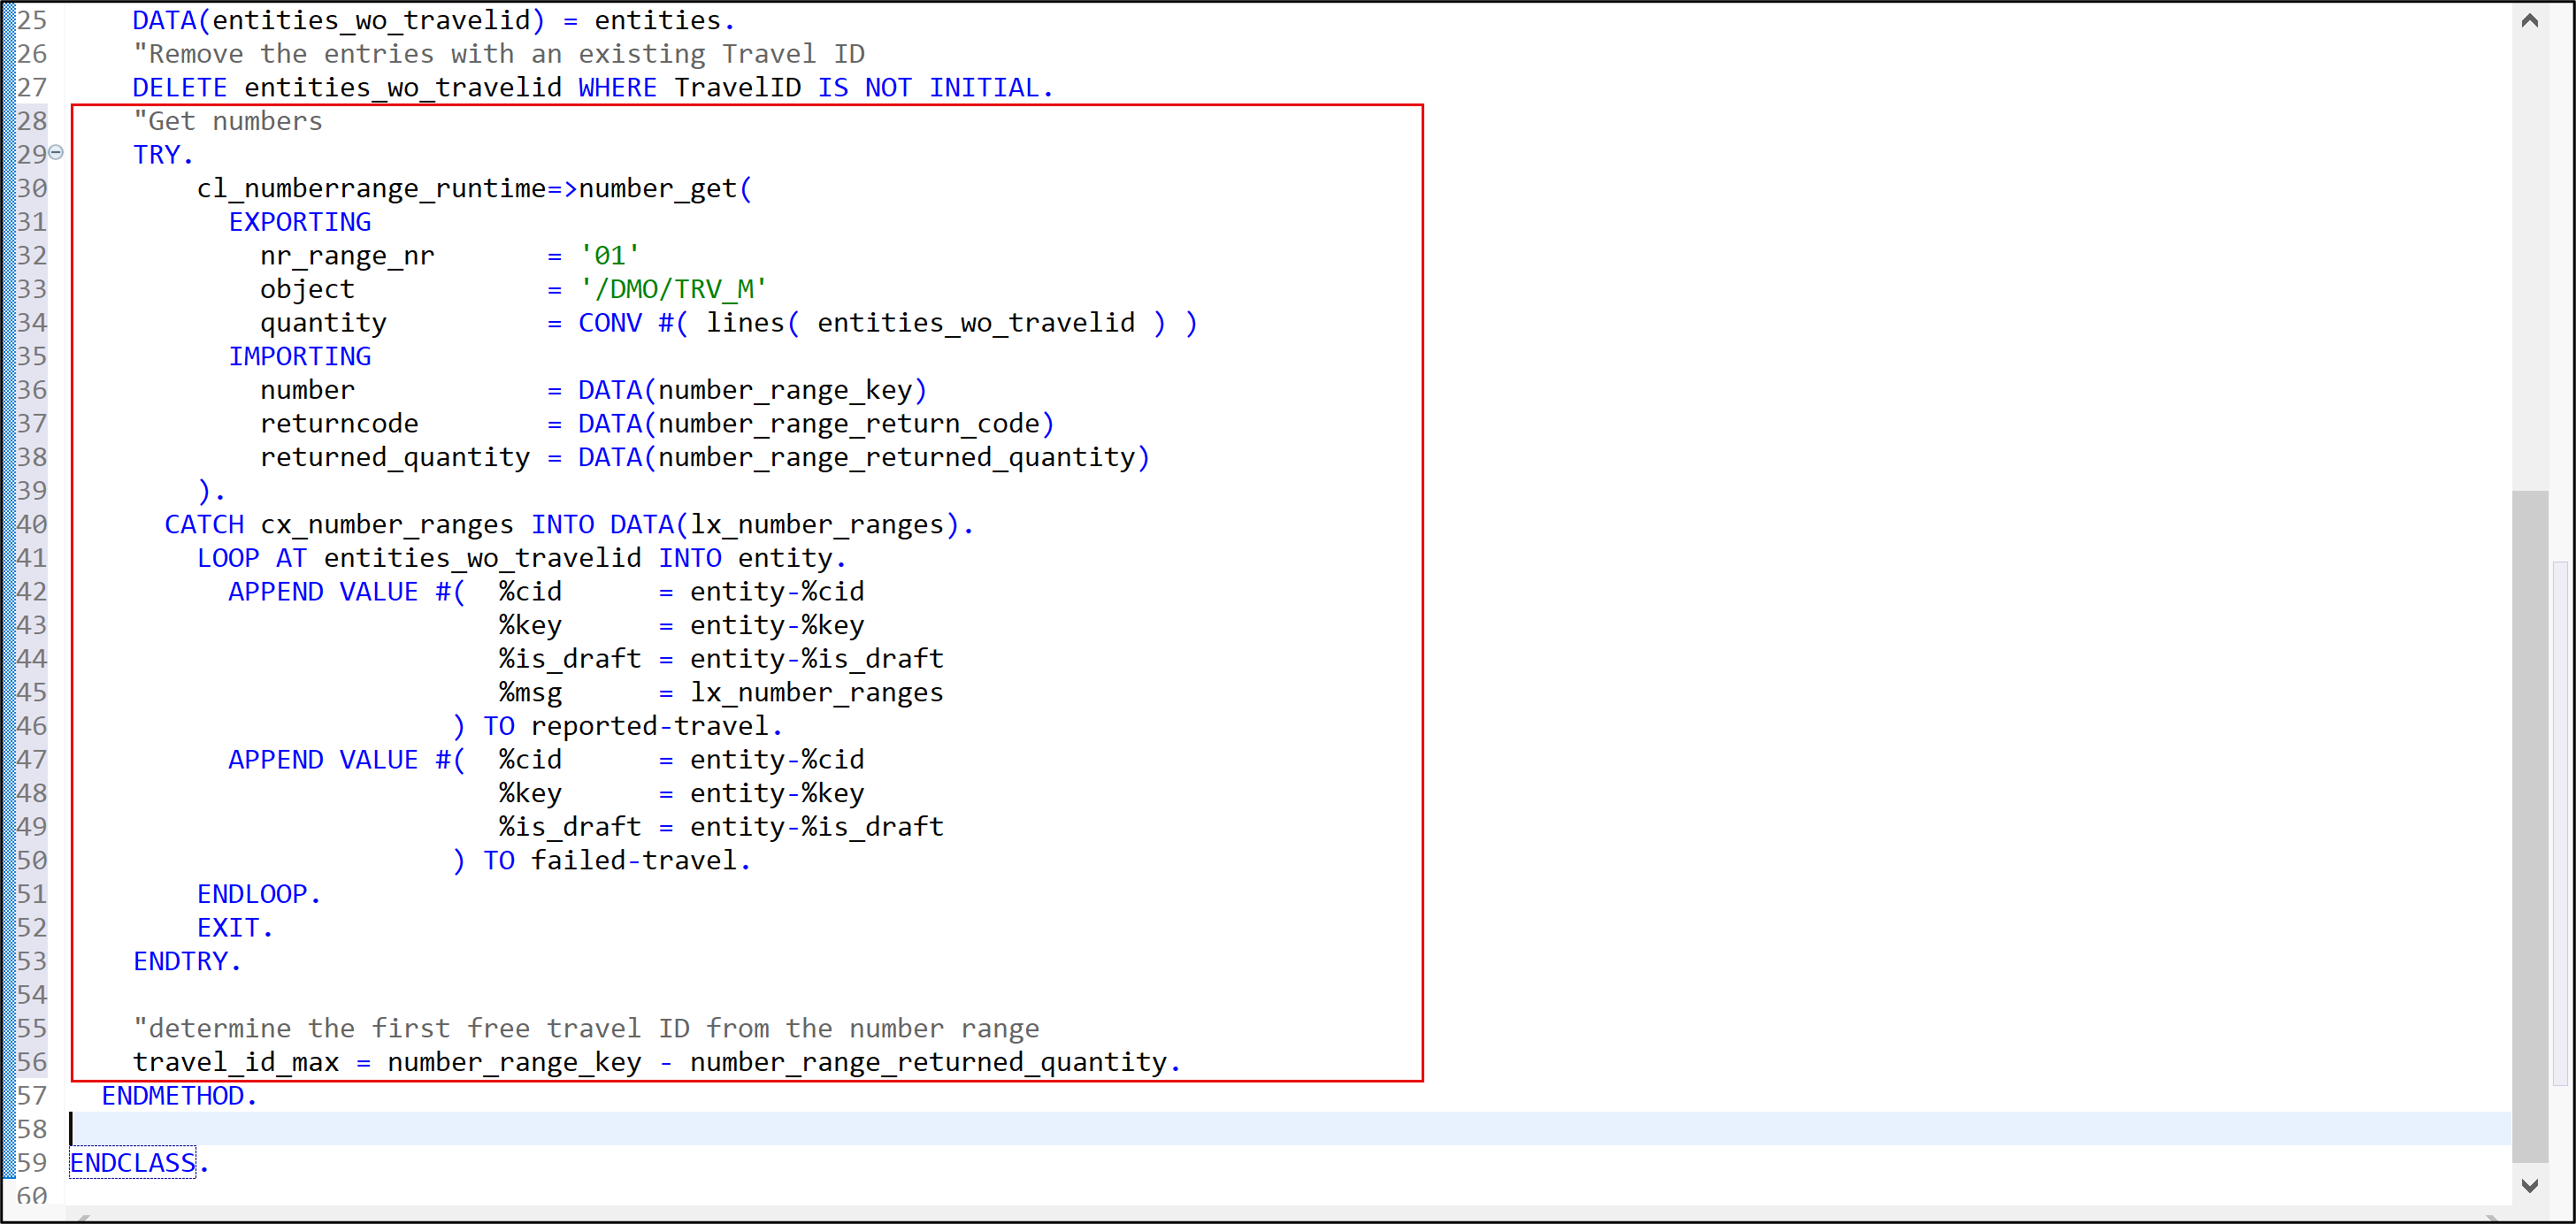 25    DATA(entities_wo_travelid) = entities.
26    "Remove the entries with an existing Travel ID
27    DELETE entities_wo_travelid WHERE TravelID IS NOT INITIAL.
28    "Get numbers
29    TRY.
30        cl_numberrange_runtime=>number_get(
31          EXPORTING
32            nr_range_nr       = '01'
33            object            = '/DMO/TRV_M'
34            quantity          = CONV #( lines( entities_wo_travelid ) )
35          IMPORTING
36            number            = DATA(number_range_key)
37            returncode        = DATA(number_range_return_code)
38            returned_quantity = DATA(number_range_returned_quantity)
39        ).
40      CATCH cx_number_ranges INTO DATA(lx_number_ranges).
41        LOOP AT entities_wo_travelid INTO entity.
42          APPEND VALUE #(  %cid      = entity-%cid
43                           %key      = entity-%key
44                           %is_draft = entity-%is_draft
45                           %msg      = lx_number_ranges
46                        ) TO reported-travel.
47          APPEND VALUE #(  %cid      = entity-%cid
48                           %key      = entity-%key
49                           %is_draft = entity-%is_draft
50                        ) TO failed-travel.
51        ENDLOOP.
52        EXIT.
53    ENDTRY.
54
55    "determine the first free travel ID from the number range
56    travel_id_max = number_range_key - number_range_returned_quantity.
57  ENDMETHOD.
58
59 ENDCLASS.
60